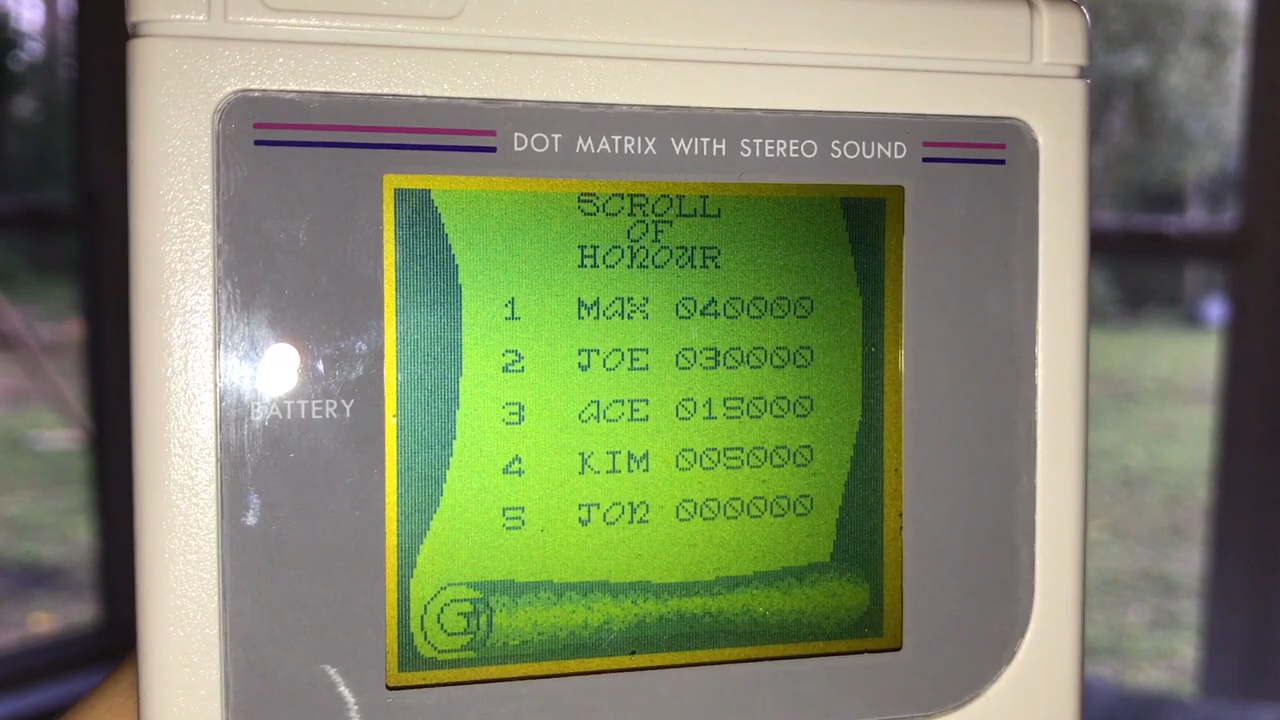 DOT MATRIX WITH STEREO SOUND
BATTERY
SCROLL
OF
HONOUR
1 MAX 040000
2 JOE 030000
3 ACE 015000
4 KIM 005000
5 JON 000000